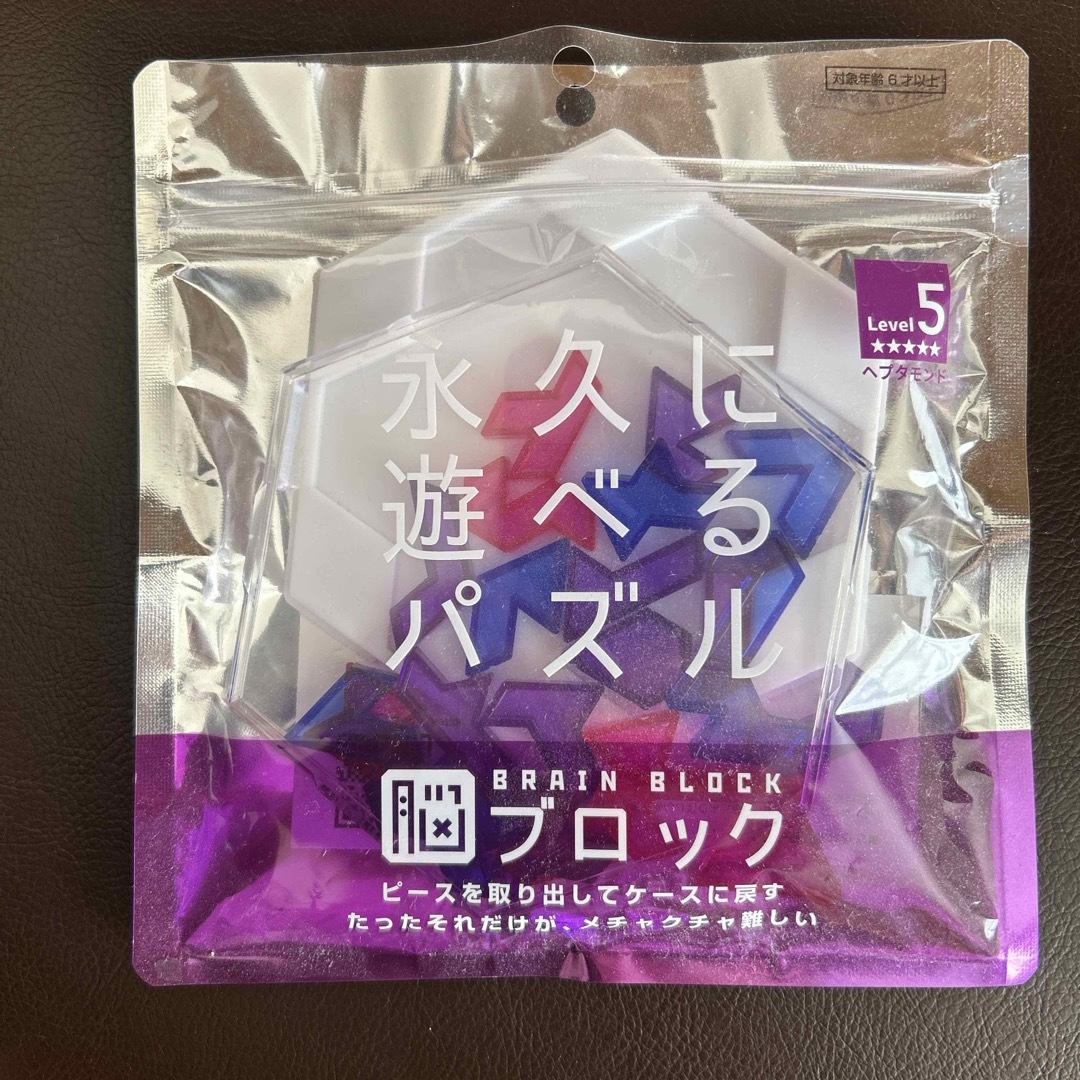 対象年齢 6 才以上
Level 5
★★★★★
ヘプタモンド
永久に
遊べる
パズル
BRAIN BLOCK
脳ブロック
ピースを取り出してケースに戻す
たったそれだけが、メチャクチャ難しい